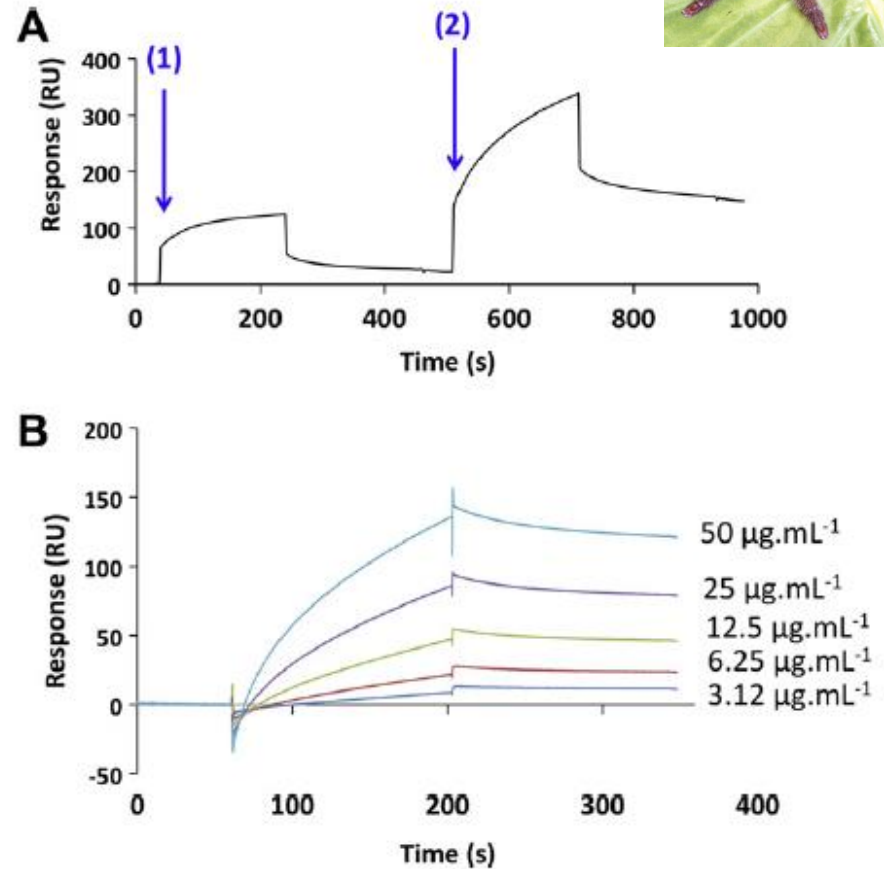 A
(1)
(2)
400
300
200
100
0
Response (RU)
0 200 400 600 800 1000
Time (s)
B
200
150
100
50
0
-50
Response (RU)
50 µg.mL⁻¹
25 µg.mL⁻¹
12.5 µg.mL⁻¹
6.25 µg.mL⁻¹
3.12 µg.mL⁻¹
0 100 200 300 400
Time (s)